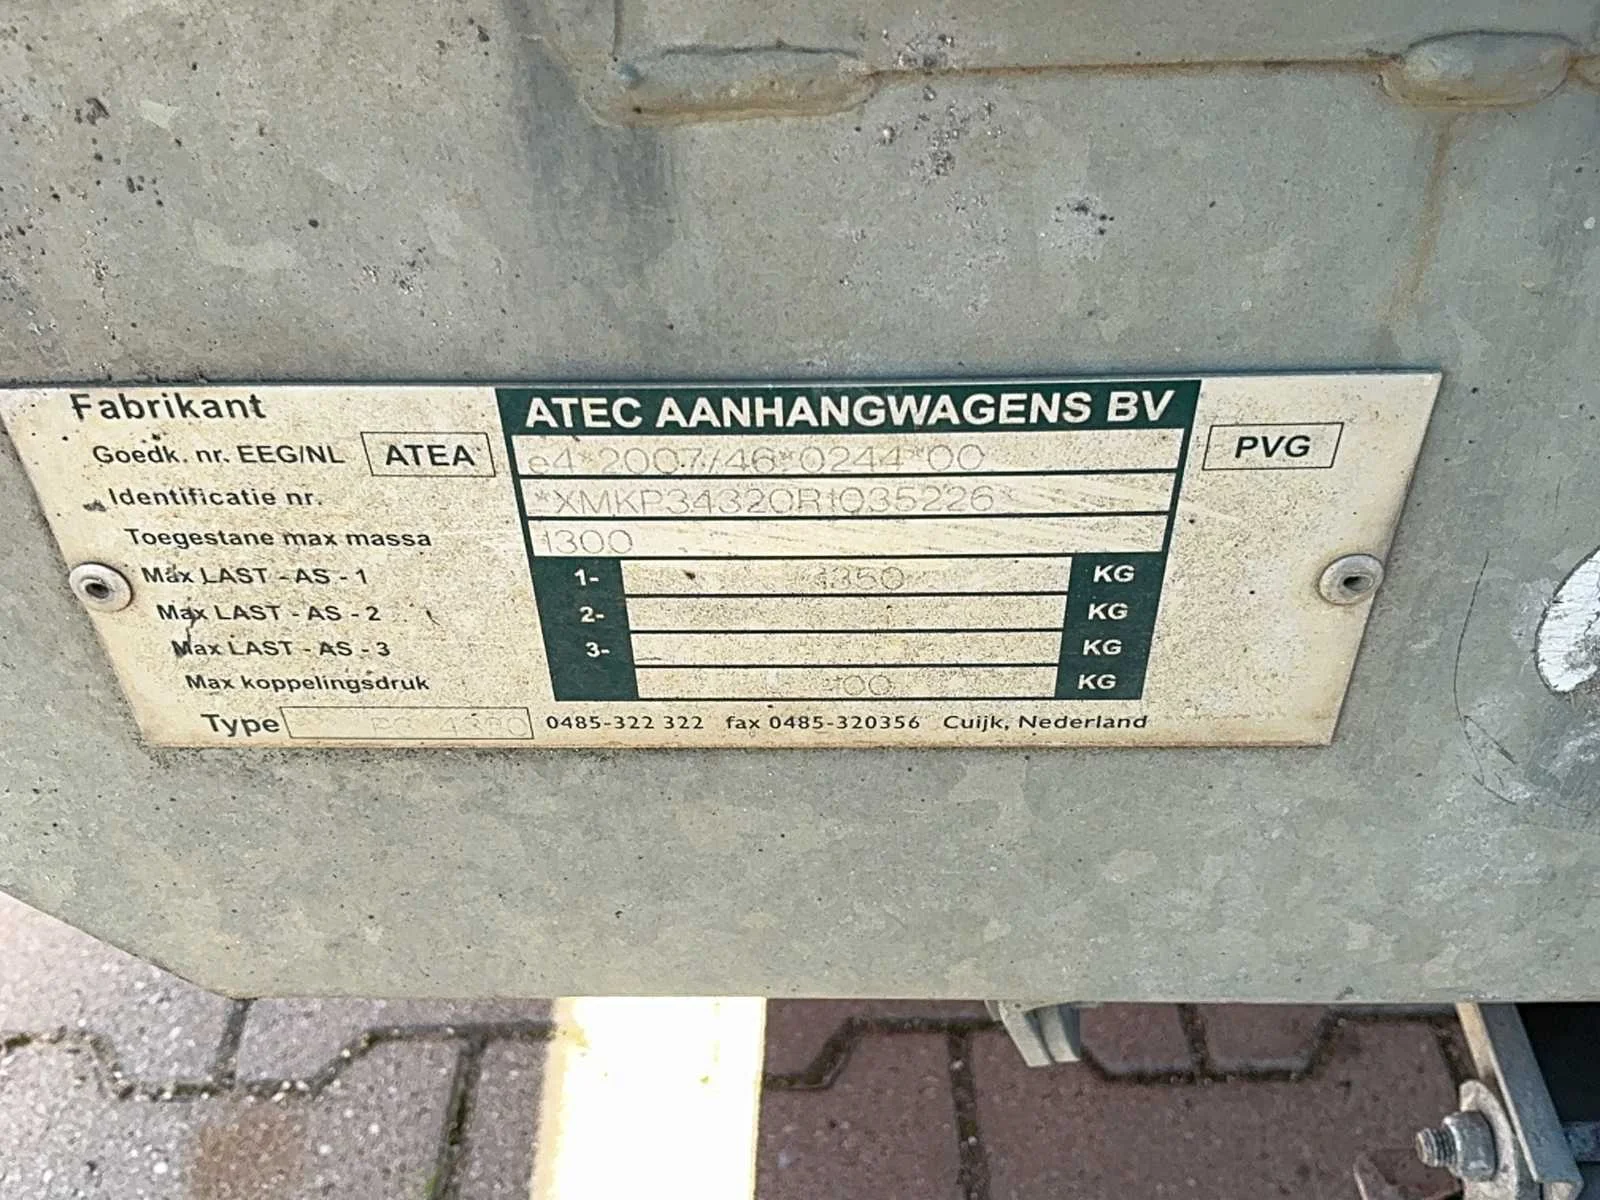 Fabrikant ATEC AANHANGWAGENS BV
Goedk. nr. EEG/NL ATEA e4*2007/46*0244*00 PVG
Identificatie nr. *XMKP34320R1035226*
Toegestane max massa 1300
Max LAST - AS - 1 1- 1350 KG
Max LAST - AS - 2 2- KG
Max LAST - AS - 3 3- KG
Max koppelingsdruk KG
Type 0485-322 322 fax 0485-320356 Cuijk, Nederland